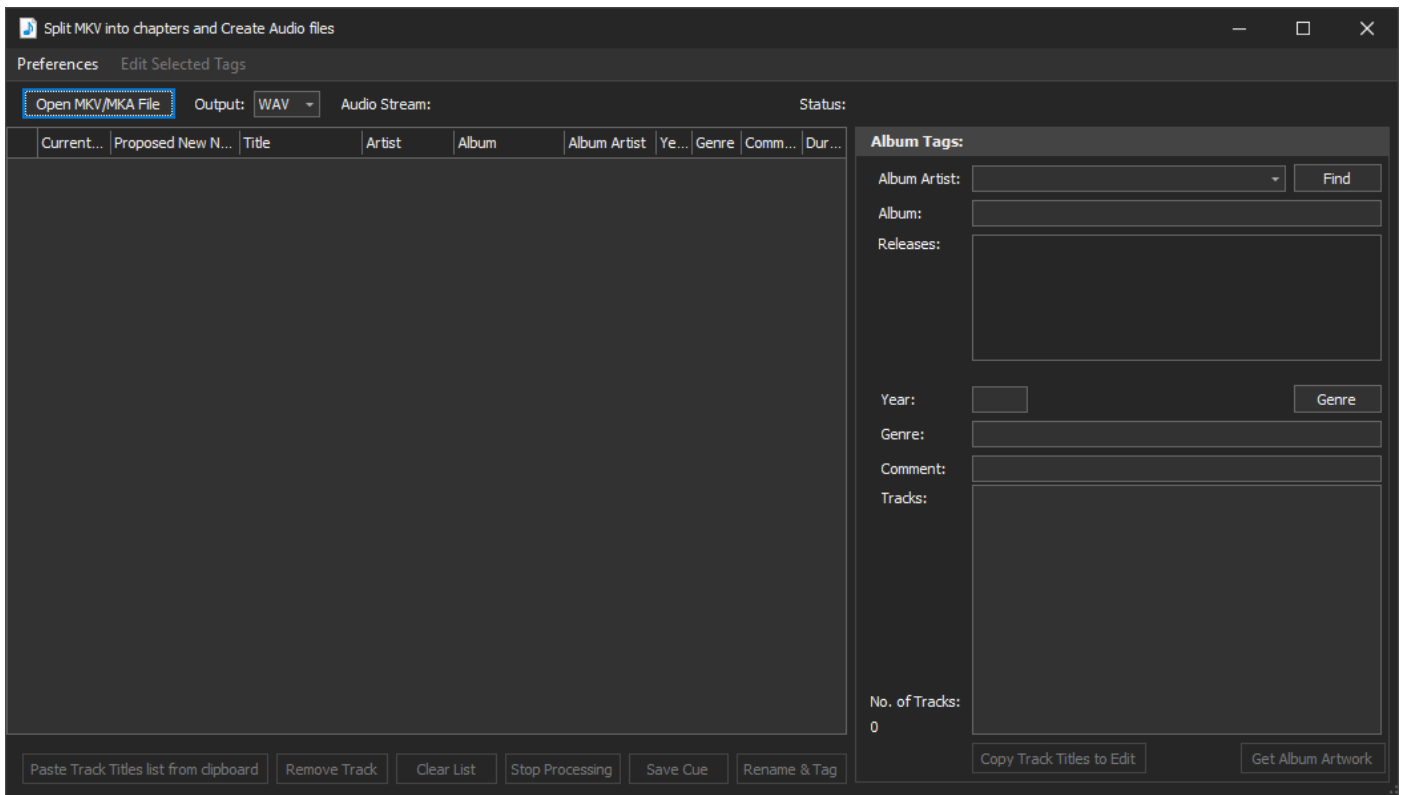 Split MKV into chapters and Create Audio files
Preferences Edit Selected Tags
Open MKV/MKA File Output: WAV Audio Stream: Status:
Current... Proposed New N... Title Artist Album Album Artist Ye... Genre Comm... Dur...
Album Tags:
Album Artist: Find
Album:
Releases:
Year: Genre
Genre:
Comment:
Tracks:
No. of Tracks:
0
Copy Track Titles to Edit Get Album Artwork
Paste Track Titles list from clipboard Remove Track Clear List Stop Processing Save Cue Rename & Tag